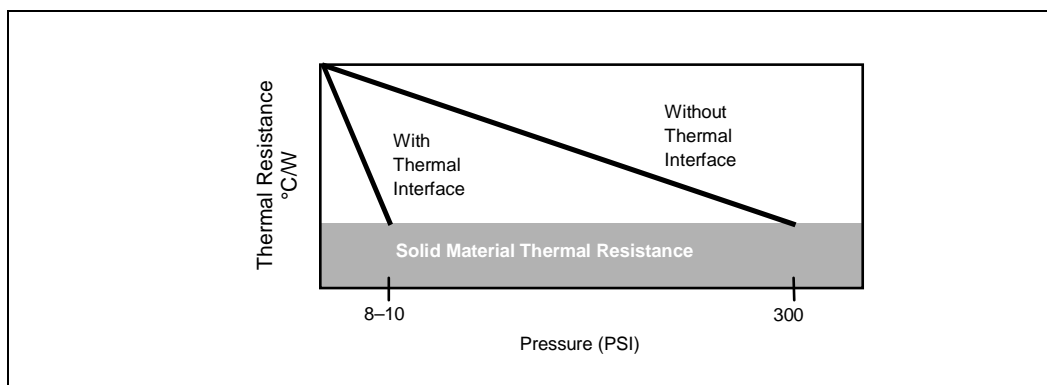 Thermal Resistance
°C/W
With
Thermal
Interface
Without
Thermal
Interface
Solid Material Thermal Resistance
8–10
300
Pressure (PSI)